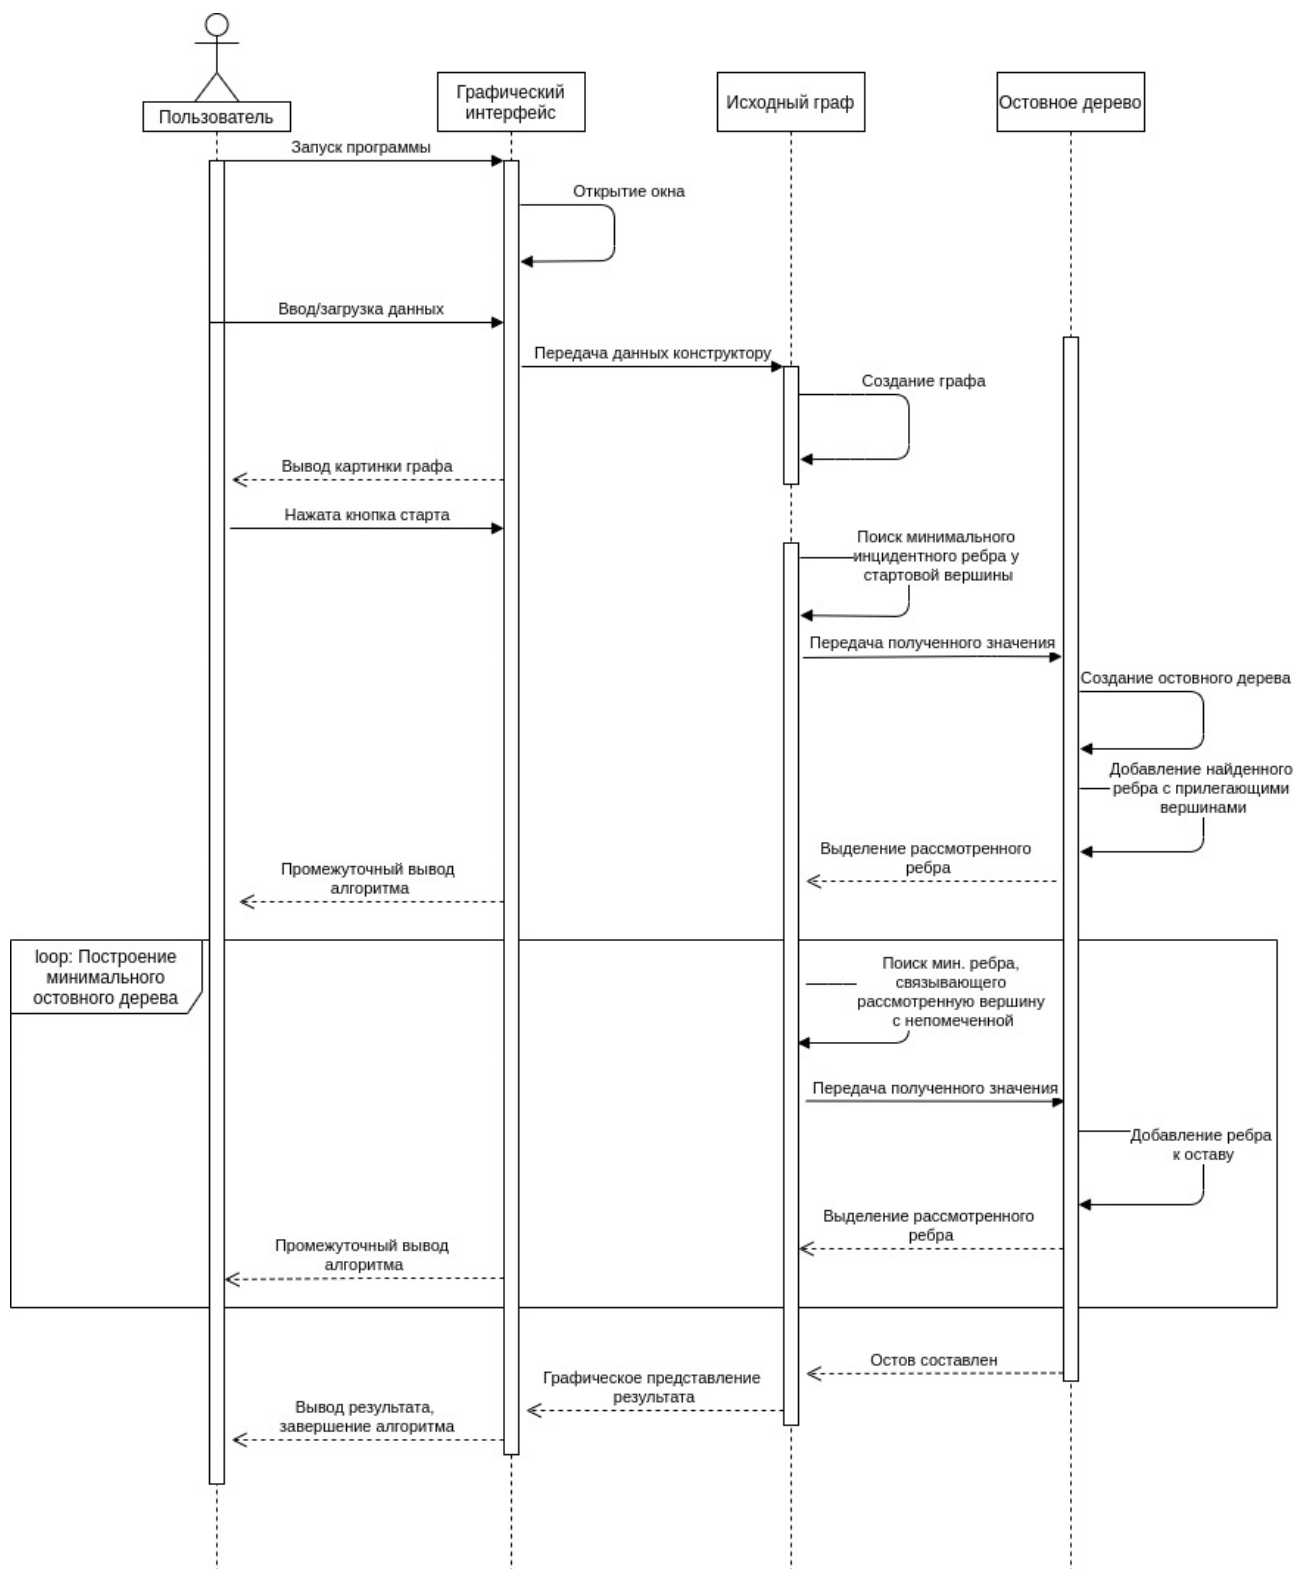 Пользователь
Графический
интерфейс
Исходный граф
Остовное дерево
Запуск программы
Открытие окна
Ввод/загрузка данных
Передача данных конструктору
Создание графа
Вывод картинки графа
Нажата кнопка старта
Поиск минимального
инцидентного ребра у
стартовой вершины
Передача полученного значения
Создание остовного дерева
Добавление найденного
ребра с прилегающими
вершинами
Выделение рассмотренного
ребра
Промежуточный вывод
алгоритма
loop: Построение
минимального
остовного дерева
Поиск мин. ребра,
связывающего
рассмотренную вершину
с непомеченной
Передача полученного значения
Добавление ребра
к оставу
Выделение рассмотренного
ребра
Промежуточный вывод
алгоритма
Остов составлен
Графическое представление
результата
Вывод результата,
завершение алгоритма